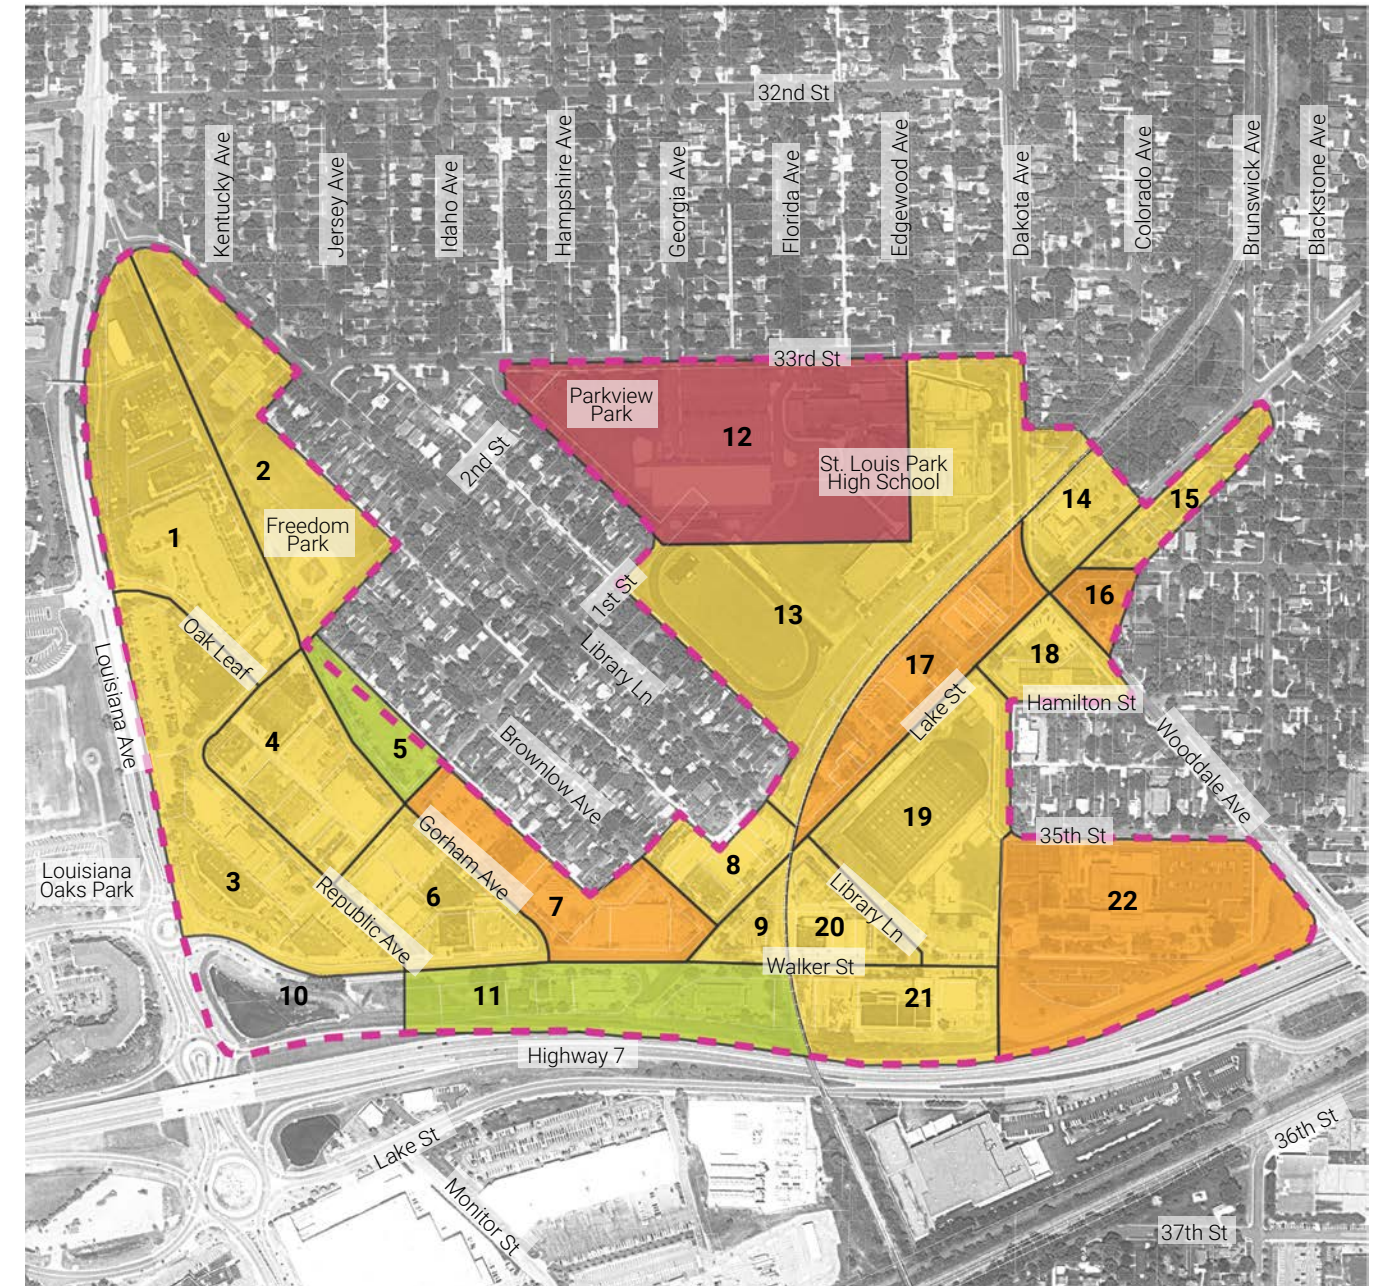 32nd St
Kentucky Ave
Jersey Ave
Idaho Ave
Hampshire Ave
Georgia Ave
Florida Ave
Edgewood Ave
Dakota Ave
Colorado Ave
Brunswick Ave
Blackstone Ave
33rd St
Parkview
Park
12
St. Louis Park
High School
2nd St
2
14
15
1
Freedom
Park
16
1st St
13
Oak Leaf
Library Ln
17
18
Louisiana Ave
Lake St
Hamilton St
4
5
Brownlow Ave
Wooddale Ave
19
35th St
Gorham Ave
8
Louisiana
Oaks Park
3
Republic Ave
6
7
Library Ln
22
9
20
Walker St
10
11
21
Highway 7
Lake St
36th St
Monitor St
37th St